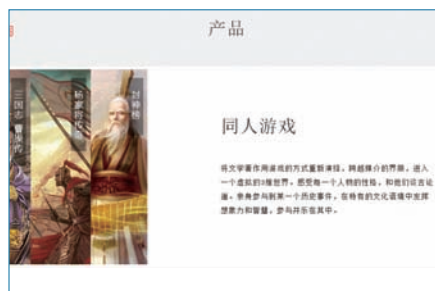 产品
三国志 曹操传
杨家将传奇
封神榜
同人游戏
将文学著作用游戏的方式重新演绎，跨越媒介的界限，进入
一个虚拟的3维世界，感受每一个人物的性格，和他们谈古论
道，亲身参与到某一个历史事件，在特有的文化语境中发挥
想象力和智慧，参与并乐在其中。